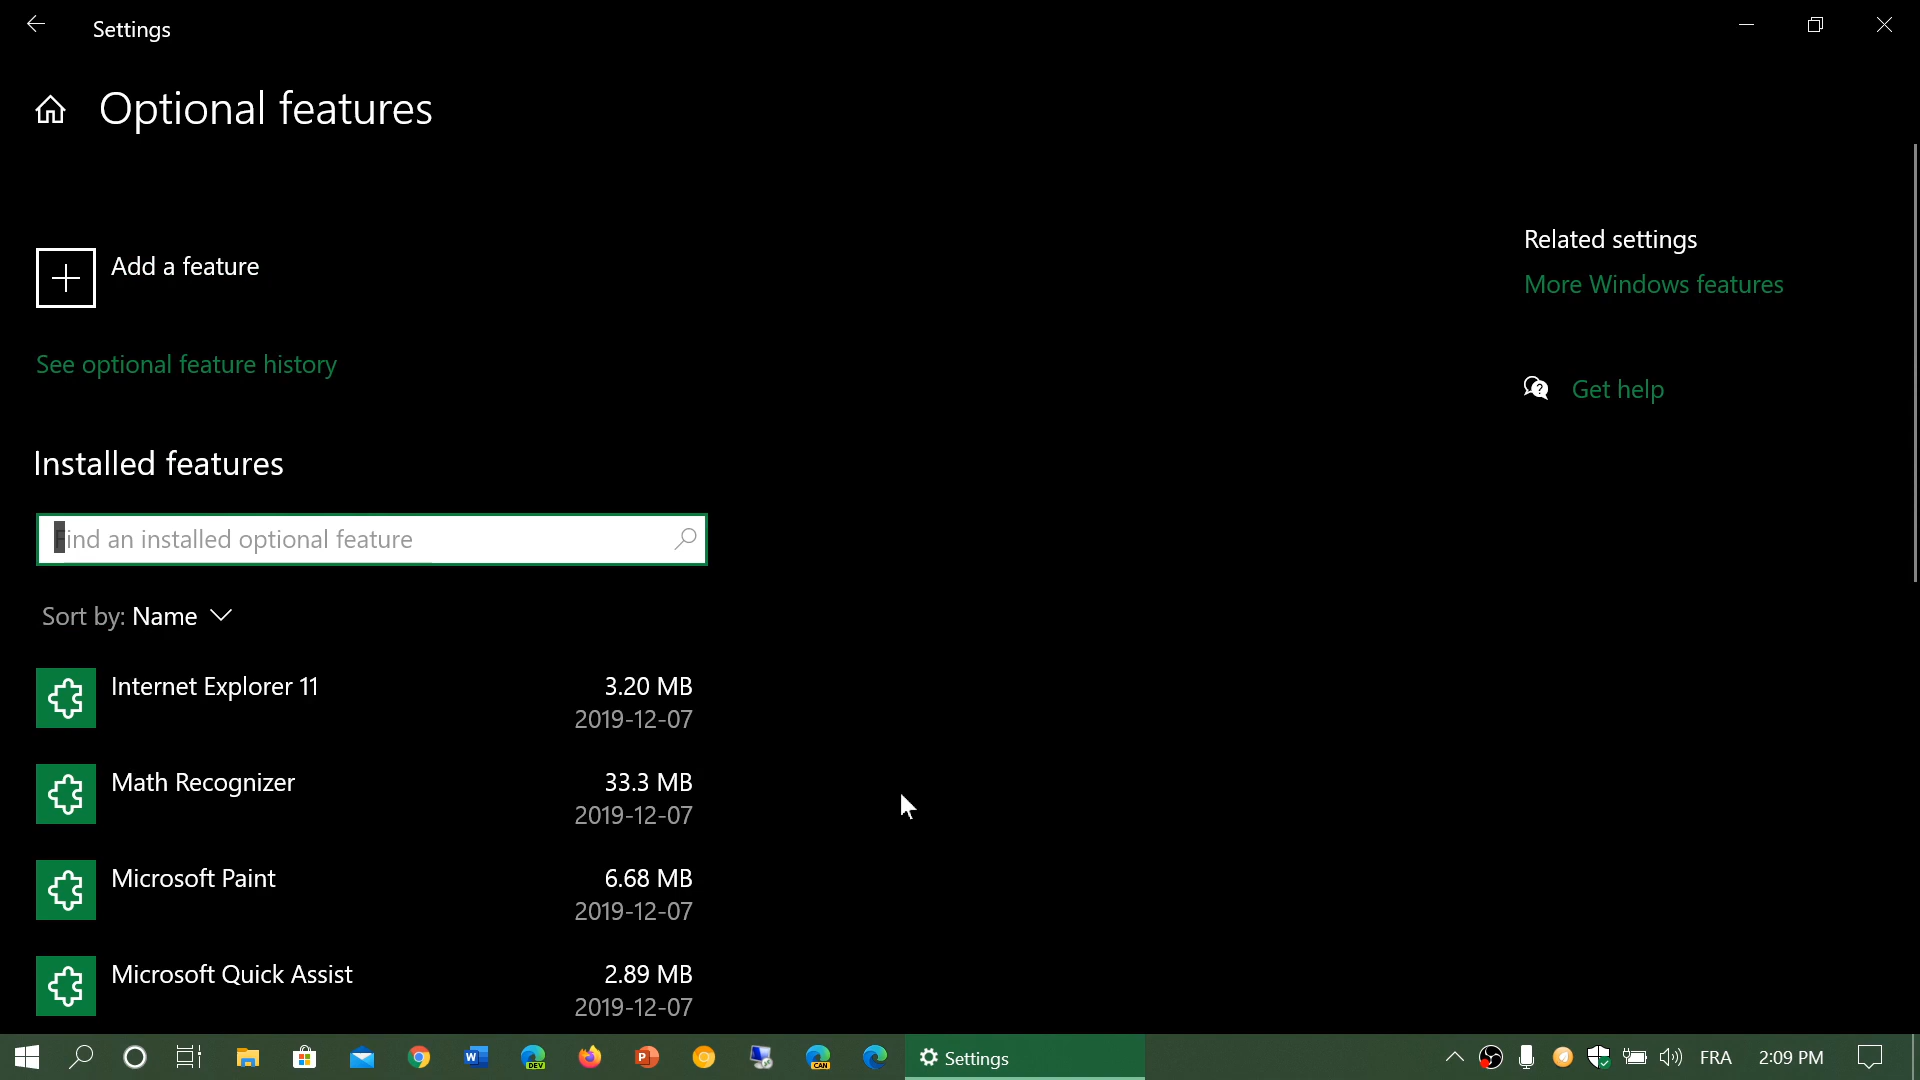 Settings
Optional features
Add a feature
See optional feature history
Installed features
Find an installed optional feature
Sort by: Name
Internet Explorer 11 3.20 MB
2019-12-07
Math Recognizer 33.3 MB
2019-12-07
Microsoft Paint 6.68 MB
2019-12-07
Microsoft Quick Assist 2.89 MB
2019-12-07
Related settings
More Windows features
Get help
W DEV P CAN Settings FRA 2:09 PM